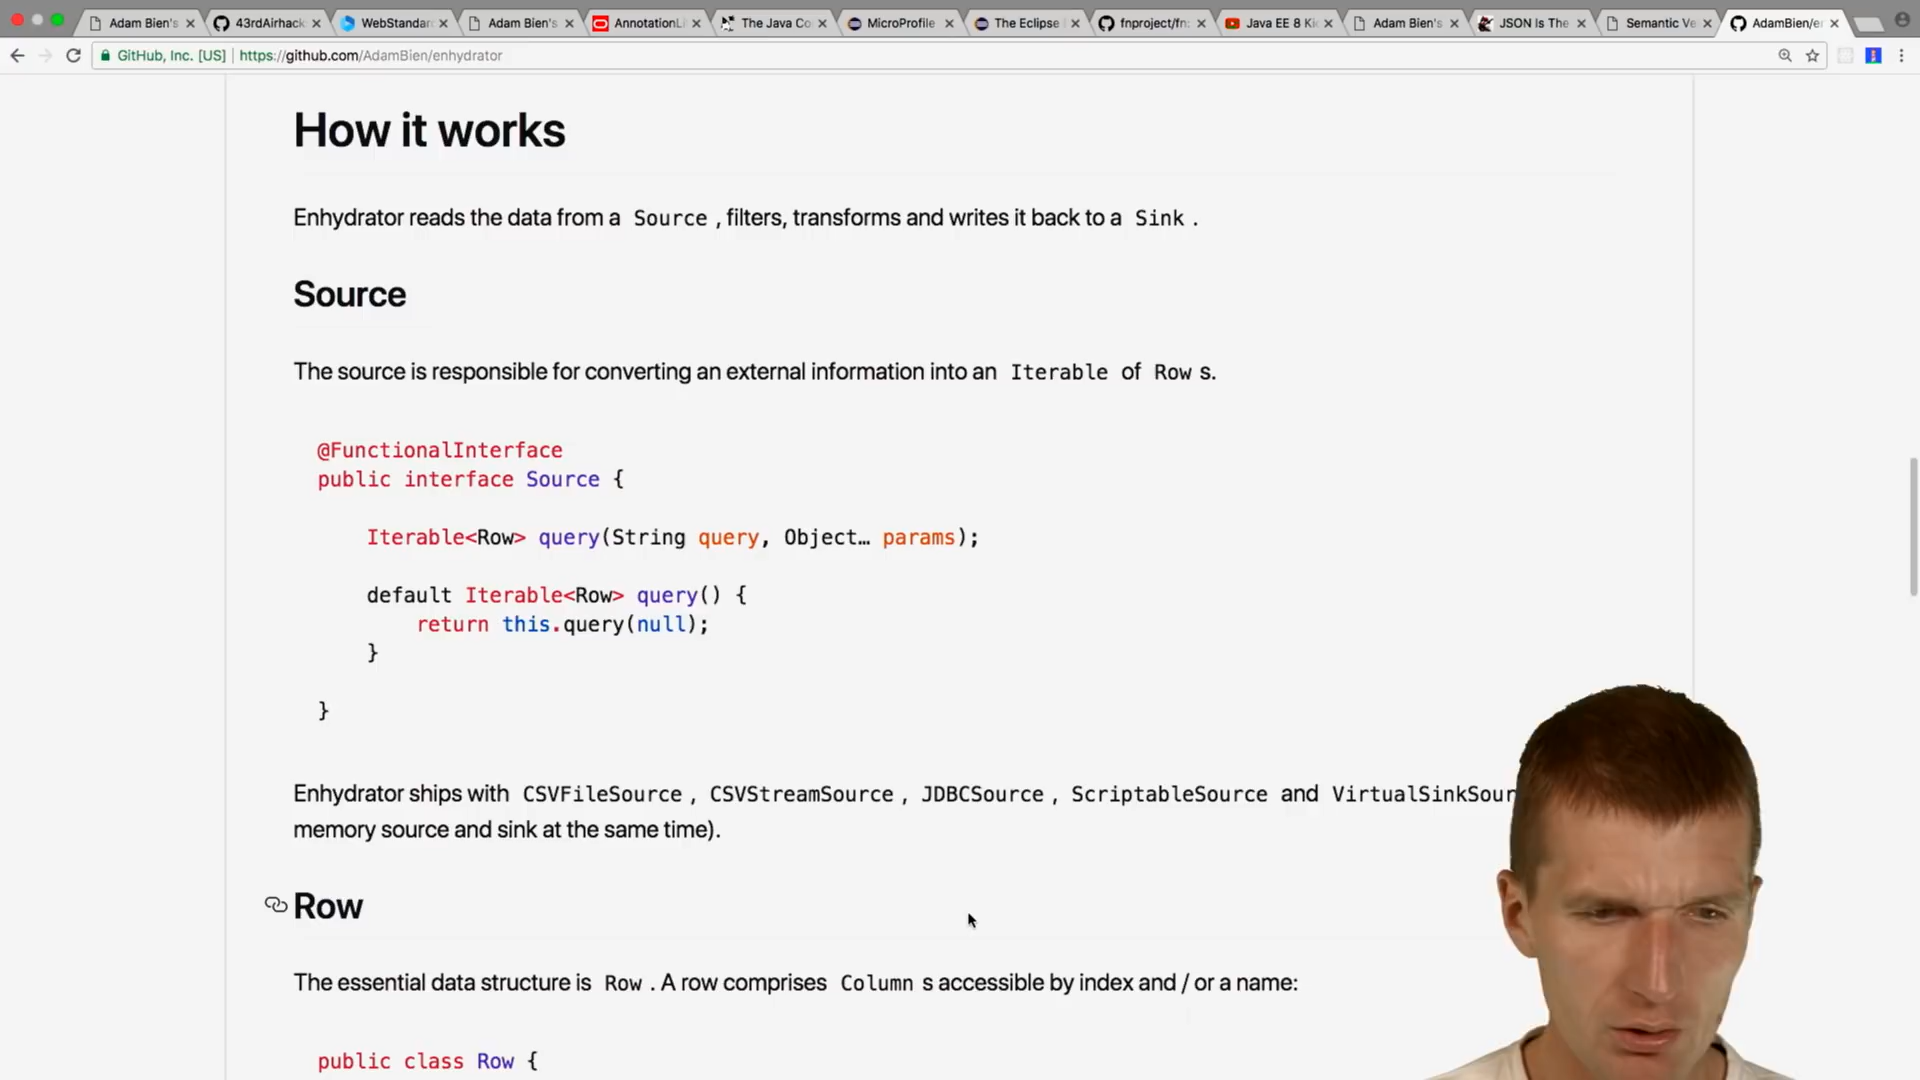 Adam Bien's
43rdAirhack
WebStandar
Adam Bien's
AnnotationLi
The Java Co
MicroProfile
The Eclipse
fnproject/fn
Java EE 8 Ki
Adam Bien's
JSON Is The
Semantic Ve
AdamBien/e
GitHub, Inc. [US] https://github.com/AdamBien/enhydrator
How it works
Enhydrator reads the data from a Source , filters, transforms and writes it back to a Sink .
Source
The source is responsible for converting an external information into an Iterable of Row s.
@FunctionalInterface
public interface Source {
Iterable<Row> query(String query, Object… params);
default Iterable<Row> query() {
return this.query(null);
}
}
Enhydrator ships with CSVFileSource , CSVStreamSource , JDBCSource , ScriptableSource and VirtualSinkSour
memory source and sink at the same time).
Row
The essential data structure is Row . A row comprises Column s accessible by index and / or a name:
public class Row {